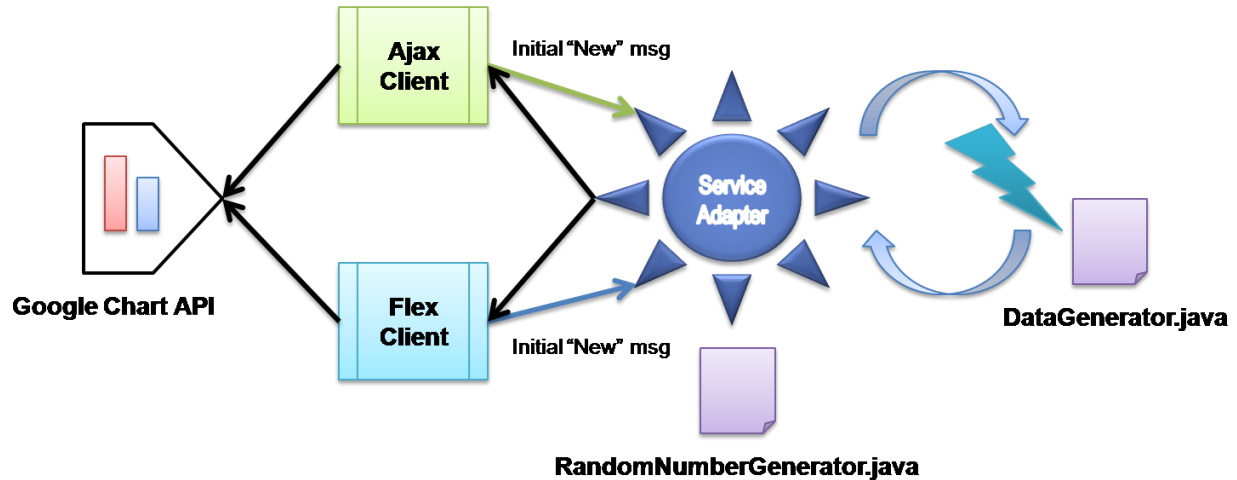 Ajax
Client
Initial “New” msg
Service
Adapter
Google Chart API
Flex
Client
Initial “New” msg
DataGenerator.java
RandomNumberGenerator.java